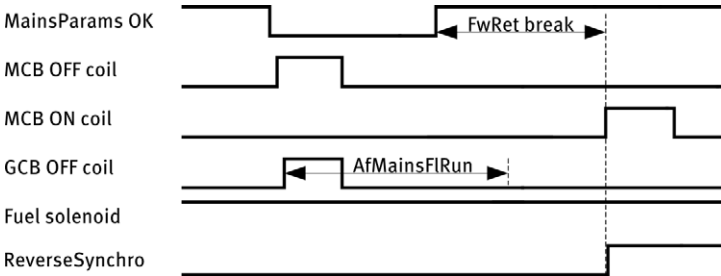 MainsParams OK
FwRet break
MCB OFF coil
MCB ON coil
GCB OFF coil
AfMainsFlRun
Fuel solenoid
ReverseSynchro